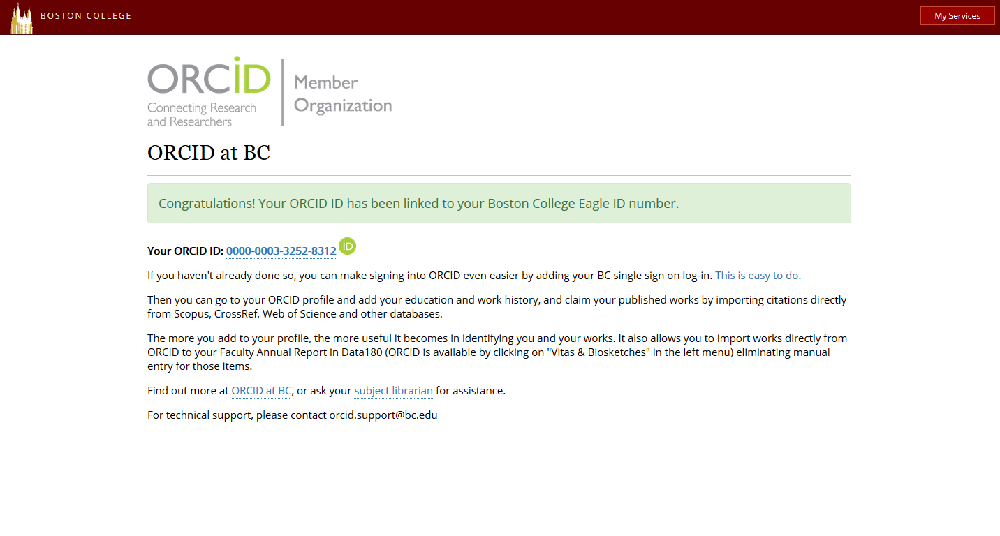 BOSTON COLLEGE
My Services
ORCID
Connecting Research
and Researchers
Member
Organization
ORCID at BC
Congratulations! Your ORCID ID has been linked to your Boston College Eagle ID number.
Your ORCID ID: 0000-0003-3252-8312 iD
If you haven't already done so, you can make signing into ORCID even easier by adding your BC single sign on log-in. This is easy to do.
Then you can go to your ORCID profile and add your education and work history, and claim your published works by importing citations directly
from Scopus, CrossRef, Web of Science and other databases.
The more you add to your profile, the more useful it becomes in identifying you and your works. It also allows you to import works directly from
ORCID to your Faculty Annual Report in Data180 (ORCID is available by clicking on "Vitas & Biosketches" in the left menu) eliminating manual
entry for those items.
Find out more at ORCID at BC, or ask your subject librarian for assistance.
For technical support, please contact orcid.support@bc.edu